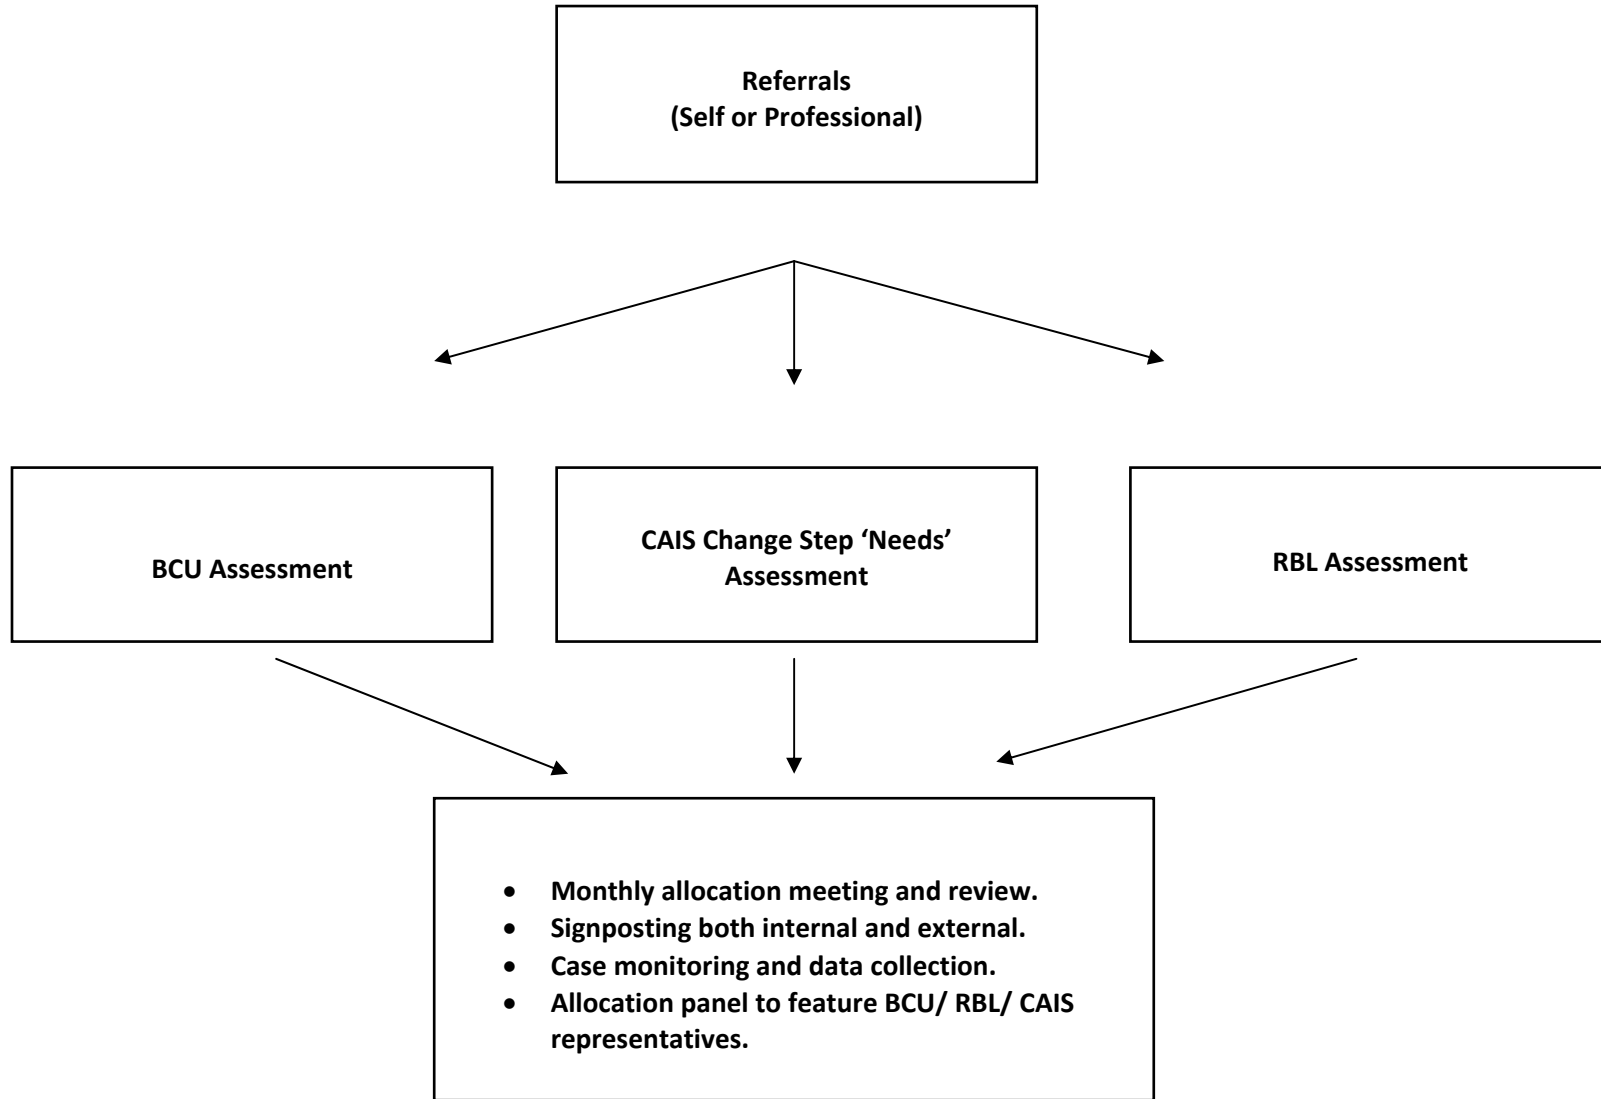 Referrals
(Self or Professional)
BCU Assessment
CAIS Change Step ‘Needs’
Assessment
RBL Assessment
• Monthly allocation meeting and review.
• Signposting both internal and external.
• Case monitoring and data collection.
• Allocation panel to feature BCU/ RBL/ CAIS
representatives.